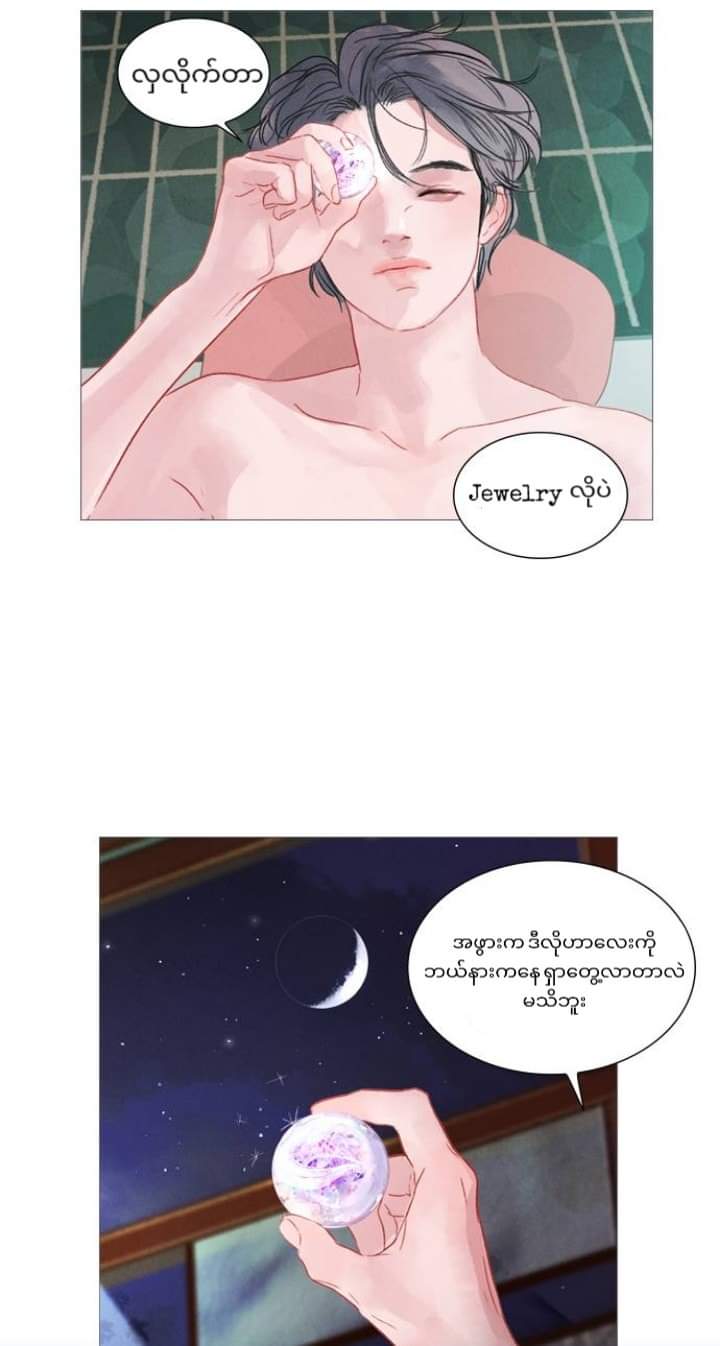 လှလိုက်တာ
Jewelry လိုပဲ
အဖွားက ဒီလိုဟာလေးကို
ဘယ်နားကနေ ရှာတွေ့လာတာလဲ
မသိဘူး